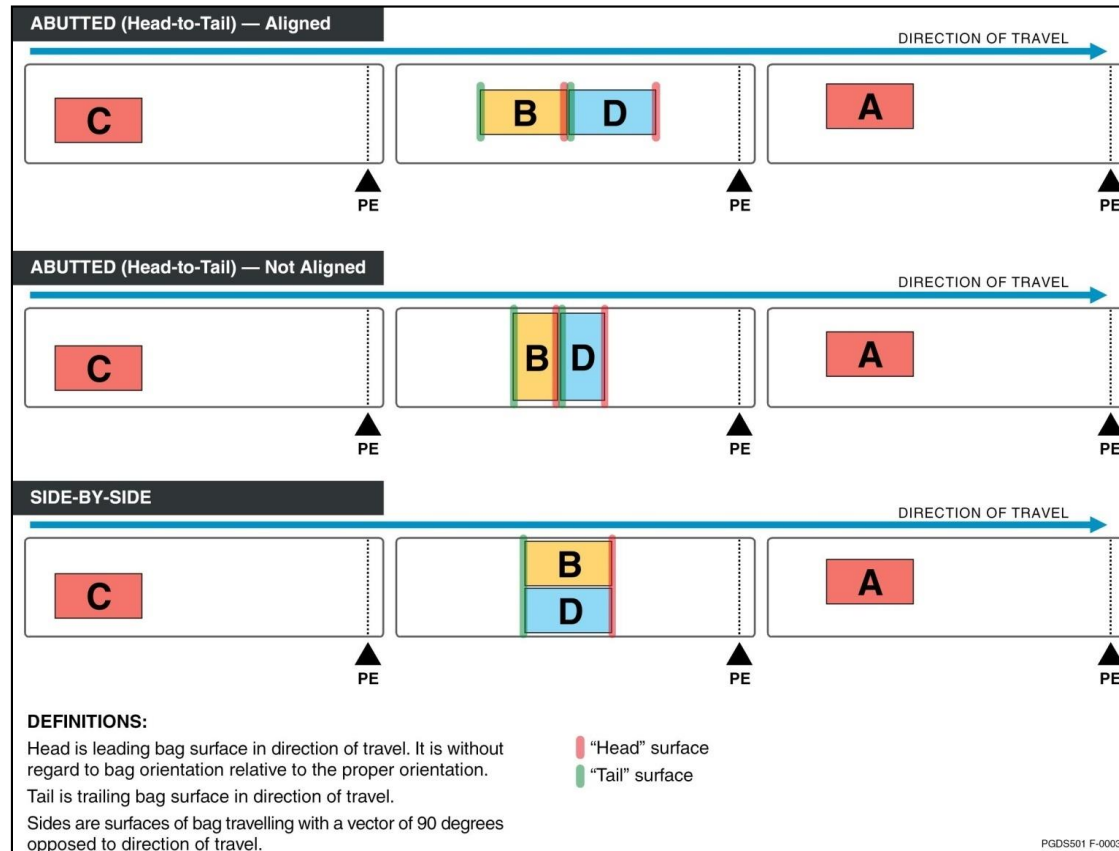 ABUTTED (Head-to-Tail) — Aligned
DIRECTION OF TRAVEL
C
B
D
A
PE
PE
PE
ABUTTED (Head-to-Tail) — Not Aligned
DIRECTION OF TRAVEL
C
B
D
A
PE
PE
PE
SIDE-BY-SIDE
DIRECTION OF TRAVEL
C
B
D
A
PE
PE
PE
DEFINITIONS:
Head is leading bag surface in direction of travel. It is without
regard to bag orientation relative to the proper orientation.
Tail is trailing bag surface in direction of travel.
Sides are surfaces of bag travelling with a vector of 90 degrees
opposed to direction of travel.
“Head” surface
“Tail” surface
PGDS501 F-0003